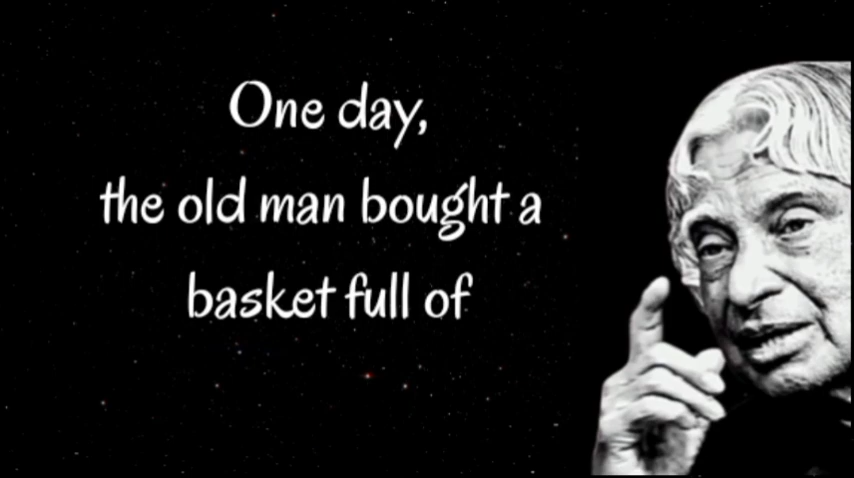 One day,
the old man bought a
basket full of